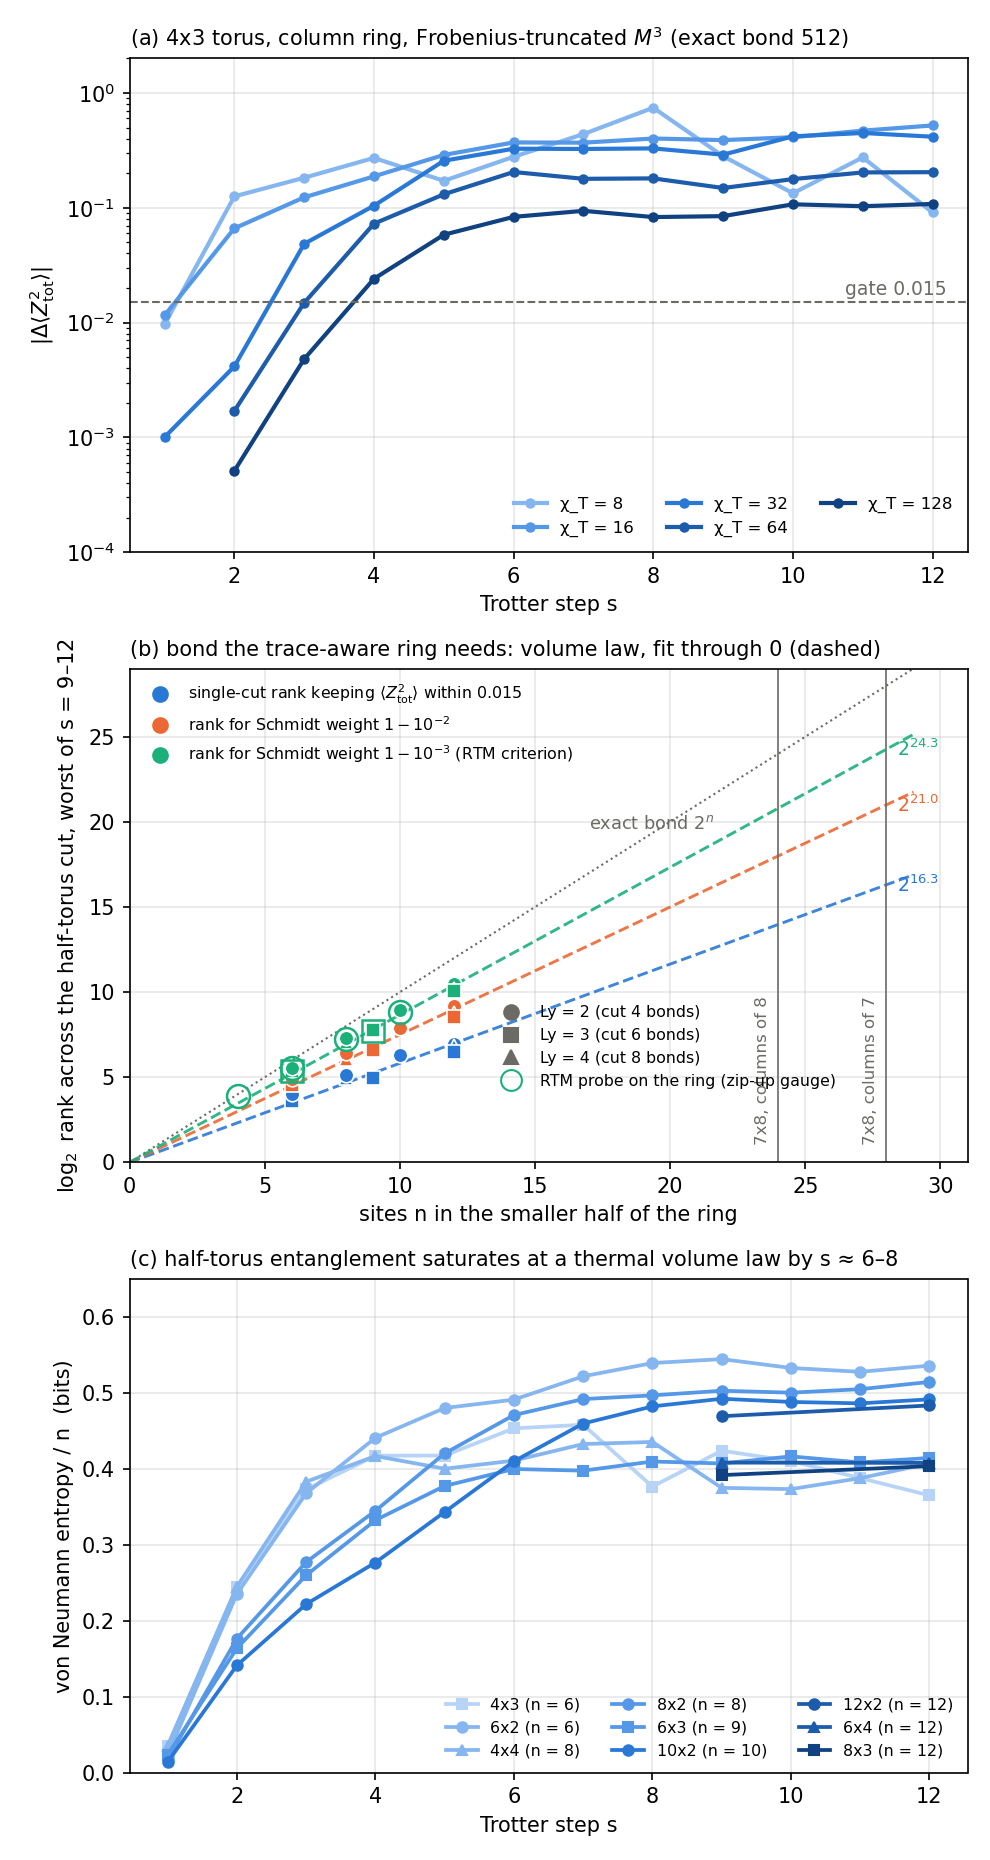 (a) 4x3 torus, column ring, Frobenius-truncated M³ (exact bond 512)
|Δ⟨Z²tot⟩|
10⁰
10⁻¹
10⁻²
10⁻³
10⁻⁴
gate 0.015
χ_T = 8
χ_T = 16
χ_T = 32
χ_T = 64
χ_T = 128
2 4 6 8 10 12
Trotter step s
(b) bond the trace-aware ring needs: volume law, fit through 0 (dashed)
log₂ rank across the half-torus cut, worst of s = 9–12
25
20
15
10
5
0
single-cut rank keeping ⟨Z²tot⟩ within 0.015
rank for Schmidt weight 1 − 10⁻²
rank for Schmidt weight 1 − 10⁻³ (RTM criterion)
2²⁴·³
2²¹·⁰
2¹⁶·³
exact bond 2ⁿ
Ly = 2 (cut 4 bonds)
Ly = 3 (cut 6 bonds)
Ly = 4 (cut 8 bonds)
RTM probe on the ring (zip-up gauge)
7x8, columns of 8
7x8, columns of 7
0 5 10 15 20 25 30
sites n in the smaller half of the ring
(c) half-torus entanglement saturates at a thermal volume law by s ≈ 6–8
von Neumann entropy / n (bits)
0.6
0.5
0.4
0.3
0.2
0.1
0.0
4x3 (n = 6)
6x2 (n = 6)
4x4 (n = 8)
8x2 (n = 8)
6x3 (n = 9)
10x2 (n = 10)
12x2 (n = 12)
6x4 (n = 12)
8x3 (n = 12)
2 4 6 8 10 12
Trotter step s